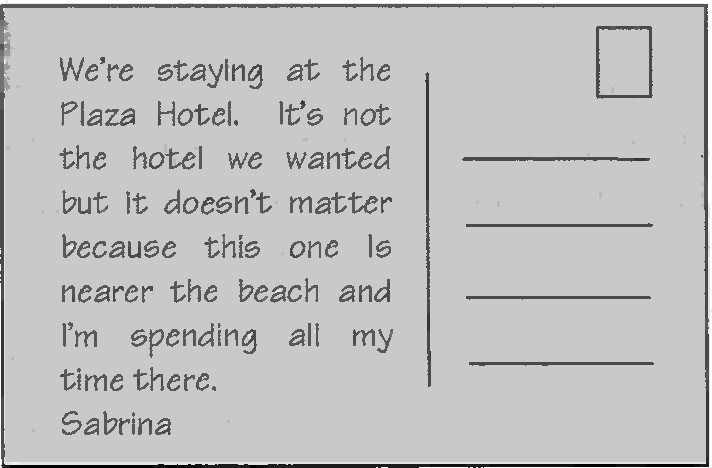 We're staying at the
Plaza Hotel. It's not
the hotel we wanted
but it doesn't matter
because this one is
nearer the beach and
I'm spending all my
time there.
Sabrina